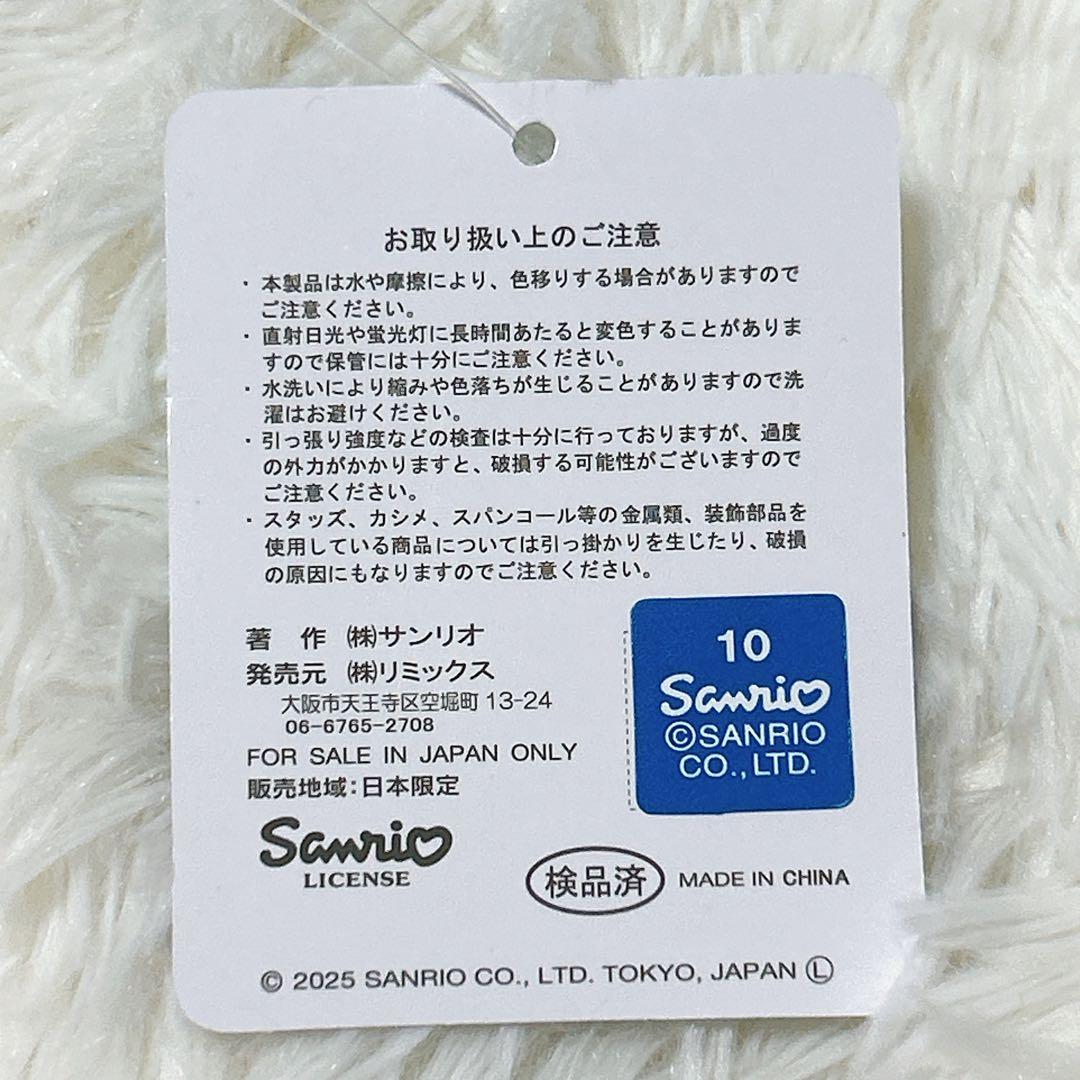 お取り扱い上のご注意
・本製品は水や摩擦により、色移りする場合がありますので
ご注意ください。
・直射日光や蛍光灯に長時間あたると変色することがありま
すので保管には十分にご注意ください。
・水洗いにより縮みや色落ちが生じることがありますので洗
濯はお避けください。
・引っ張り強度などの検査は十分に行っておりますが、過度
の外力がかかりますと、破損する可能性がございますので
ご注意ください。
・スタッズ、カシメ、スパンコール等の金属類、装飾部品を
使用している商品については引っ掛かりを生じたり、破損
の原因にもなりますのでご注意ください。
著 作 ㈱サンリオ
発売元 ㈱リミックス
大阪市天王寺区空堀町 13-24
06-6765-2708
FOR SALE IN JAPAN ONLY
販売地域:日本限定
Sanrio
LICENSE
10
Sanrio
©SANRIO
CO.,LTD.
検品済
MADE IN CHINA
© 2025 SANRIO CO., LTD. TOKYO, JAPAN Ⓛ